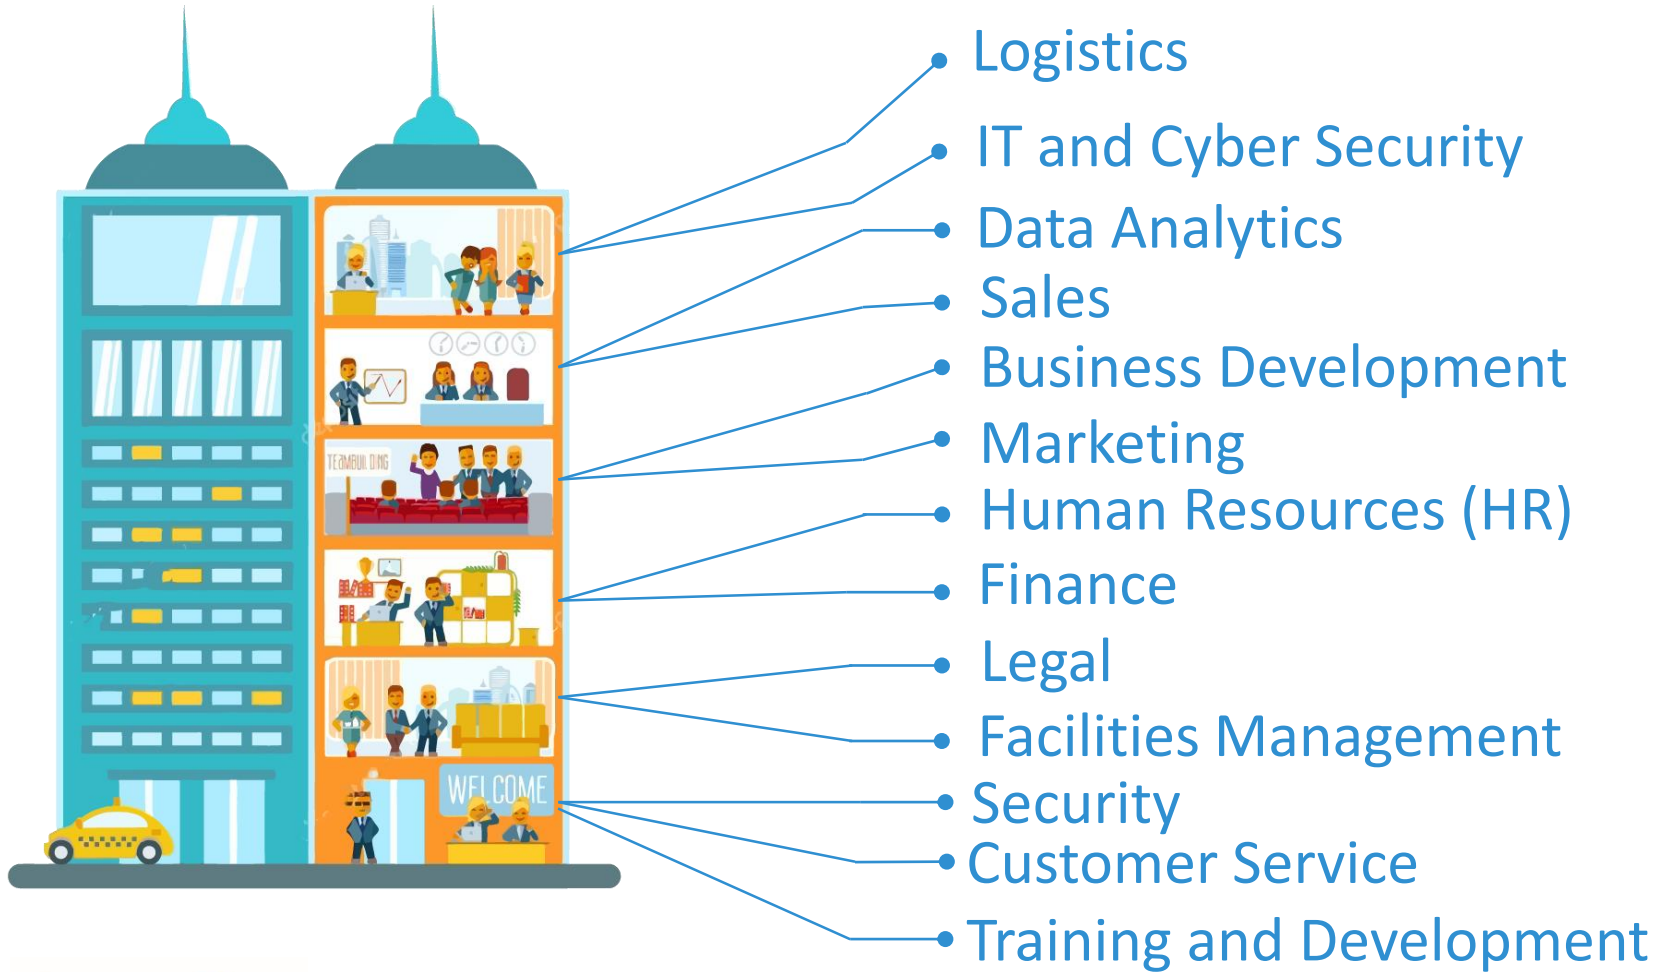 Logistics
IT and Cyber Security
Data Analytics
Sales
Business Development
Marketing
TEAMBUILDING
Human Resources (HR)
Finance
Legal
Facilities Management
WELCOME
Security
Customer Service
Training and Development